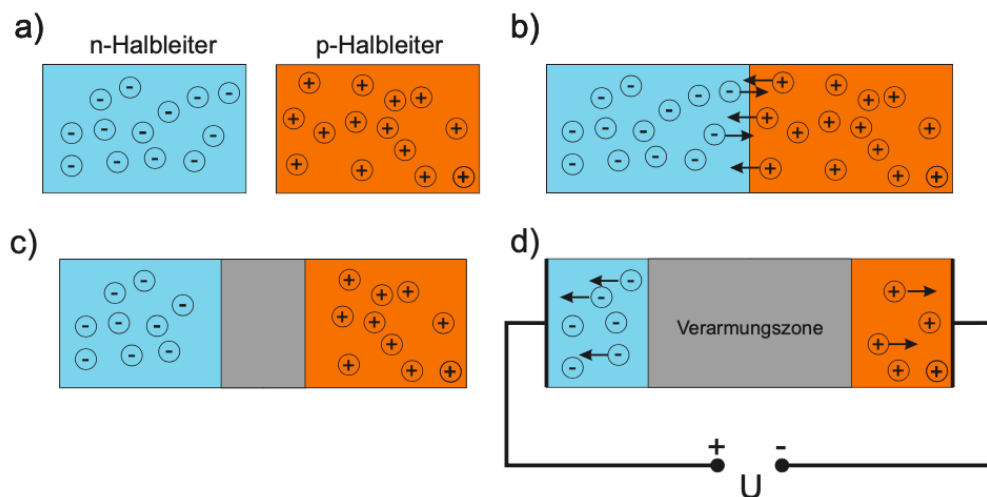 a)
n-Halbleiter
p-Halbleiter
b)
c)
d)
Verarmungszone
+
-
U